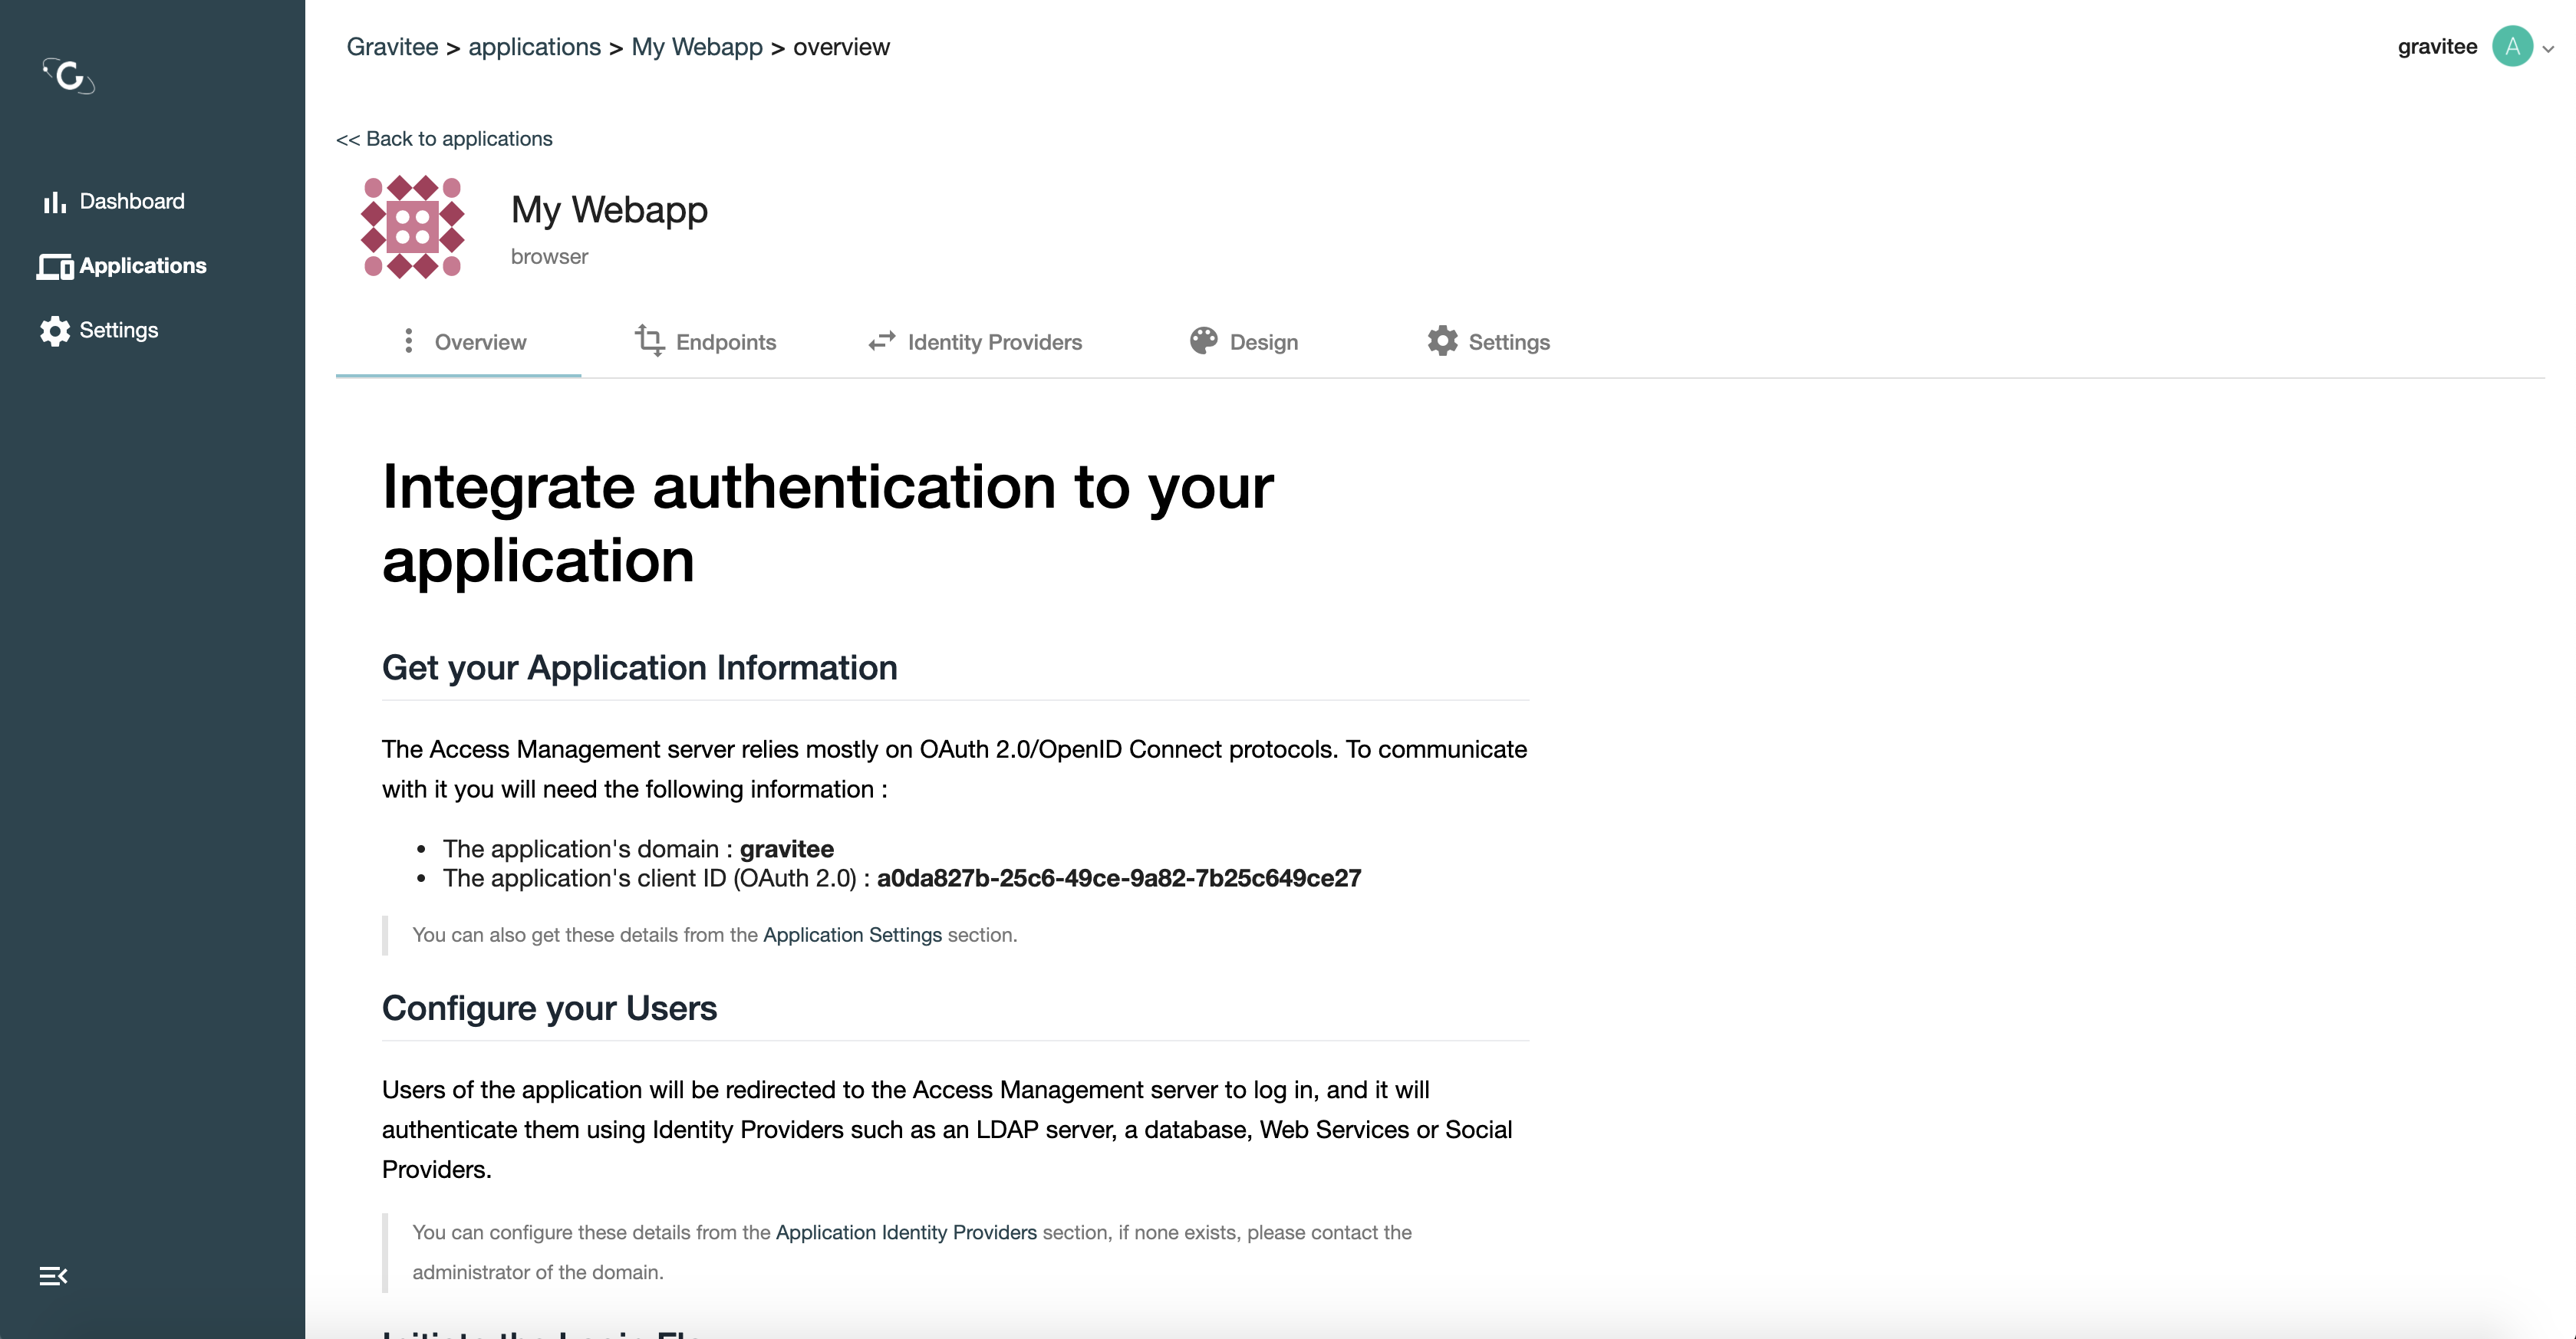 Gravitee > applications > My Webapp > overview
gravitee A
<< Back to applications
Dashboard
Applications
Settings
My Webapp
browser
Overview
Endpoints
Identity Providers
Design
Settings
Integrate authentication to your
application
Get your Application Information
The Access Management server relies mostly on OAuth 2.0/OpenID Connect protocols. To communicate
with it you will need the following information :
• The application's domain : gravitee
• The application's client ID (OAuth 2.0) : a0da827b-25c6-49ce-9a82-7b25c649ce27
You can also get these details from the Application Settings section.
Configure your Users
Users of the application will be redirected to the Access Management server to log in, and it will
authenticate them using Identity Providers such as an LDAP server, a database, Web Services or Social
Providers.
You can configure these details from the Application Identity Providers section, if none exists, please contact the
administrator of the domain.